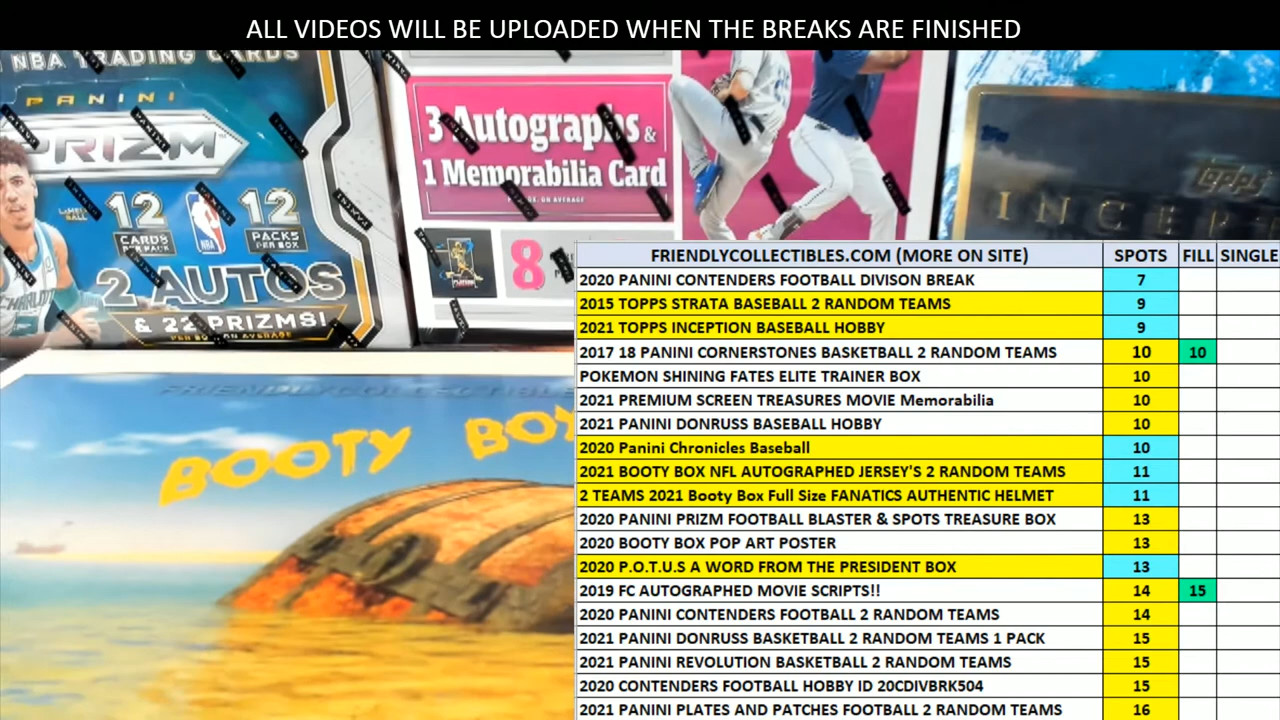 ALL VIDEOS WILL BE UPLOADED WHEN THE BREAKS ARE FINISHED
NBA TRADING CARDS
PANINI
PRIZM
12
CARDS
PER PACK
12
PACKS
PER BOX
NBA
LAMELO
BALL
CHARLOTTE
2 AUTOS
& 22 PRIZMS!
PER BOX ON AVERAGE
3 Autographs &
1 Memorabilia Card
8
topps
INCEPT
FRIENDLYCOLLECTIBLE
BOOTY BOX
FRIENDLYCOLLECTIBLES.COM (MORE ON SITE) SPOTS FILL SINGLE
2020 PANINI CONTENDERS FOOTBALL DIVISON BREAK 7
2015 TOPPS STRATA BASEBALL 2 RANDOM TEAMS 9
2021 TOPPS INCEPTION BASEBALL HOBBY 9
2017 18 PANINI CORNERSTONES BASKETBALL 2 RANDOM TEAMS 10 10
POKEMON SHINING FATES ELITE TRAINER BOX 10
2021 PREMIUM SCREEN TREASURES MOVIE Memorabilia 10
2021 PANINI DONRUSS BASEBALL HOBBY 10
2020 Panini Chronicles Baseball 10
2021 BOOTY BOX NFL AUTOGRAPHED JERSEY'S 2 RANDOM TEAMS 11
2 TEAMS 2021 Booty Box Full Size FANATICS AUTHENTIC HELMET 11
2020 PANINI PRIZM FOOTBALL BLASTER & SPOTS TREASURE BOX 13
2020 BOOTY BOX POP ART POSTER 13
2020 P.O.T.U.S A WORD FROM THE PRESIDENT BOX 13
2019 FC AUTOGRAPHED MOVIE SCRIPTS!! 14 15
2020 PANINI CONTENDERS FOOTBALL 2 RANDOM TEAMS 14
2021 PANINI DONRUSS BASKETBALL 2 RANDOM TEAMS 1 PACK 15
2021 PANINI REVOLUTION BASKETBALL 2 RANDOM TEAMS 15
2020 CONTENDERS FOOTBALL HOBBY ID 20CDIVBRK504 15
2021 PANINI PLATES AND PATCHES FOOTBALL 2 RANDOM TEAMS 16